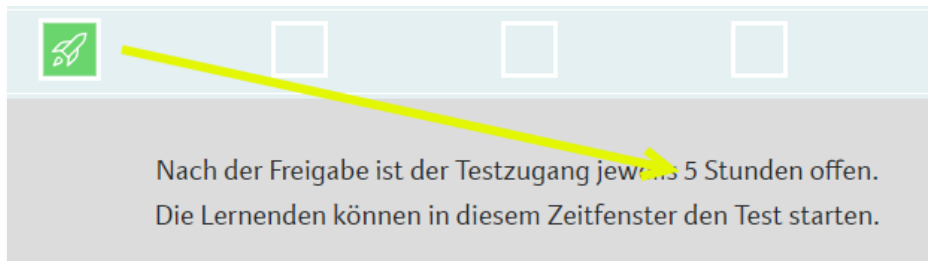 Nach der Freigabe ist der Testzugang jeweils 5 Stunden offen.
Die Lernenden können in diesem Zeitfenster den Test starten.